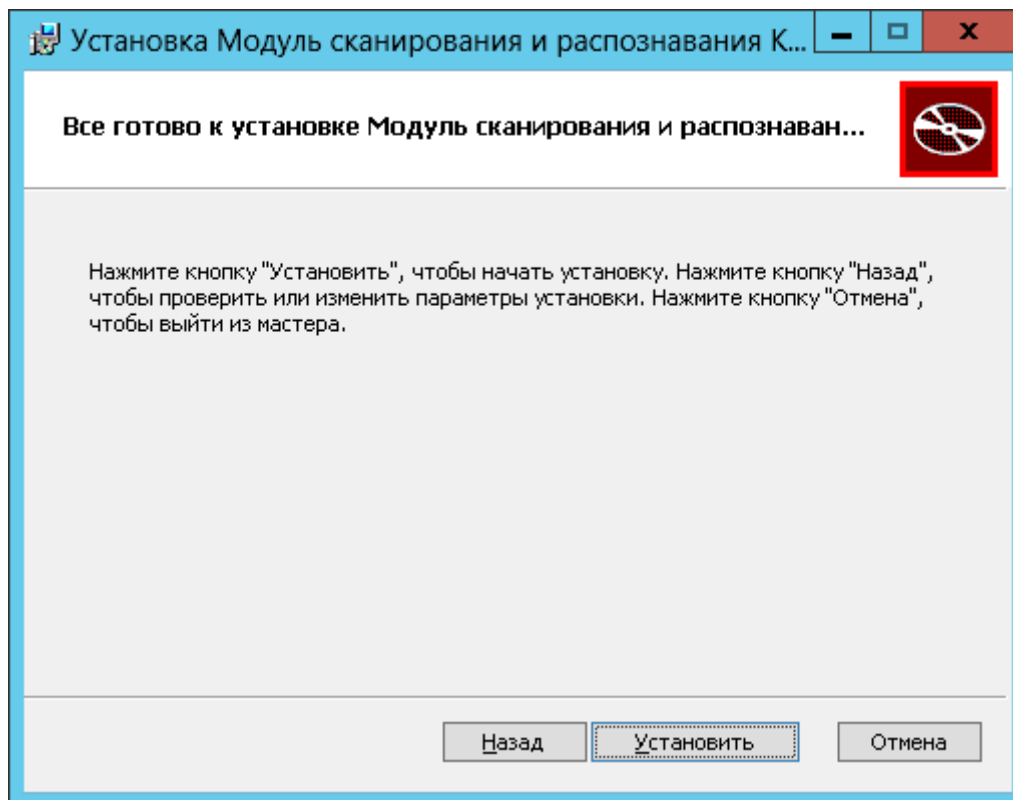 Установка Модуль сканирования и распознавания К...
Все готово к установке Модуль сканирования и распознаван...
Нажмите кнопку "Установить", чтобы начать установку. Нажмите кнопку "Назад",
чтобы проверить или изменить параметры установки. Нажмите кнопку "Отмена",
чтобы выйти из мастера.
Назад Установить Отмена